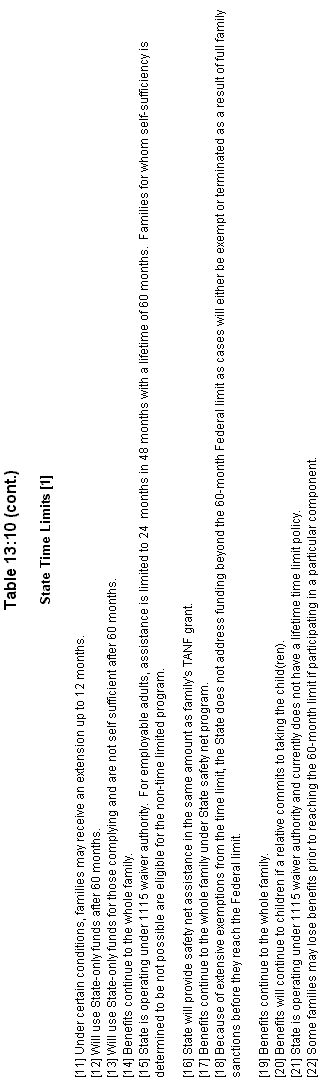 Table 13:10 (cont.)
State Time Limits [1]
[11] Under certain conditions, families may receive an extension up to 12 months.
[12] Will use State-only funds after 60 months.
[13] Will use State-only funds for those complying and are not self sufficient after 60 months.
[14] Benefits continue to the whole family.
[15] State is operating under 1115 waiver authority. For employable adults, assistance is limited to 24 months in 48 months with a lifetime of 60 months. Families for whom self-sufficiency is
determined to be not possible are eligible for the non-time limited program.
[16] State will provide safety net assistance in the same amount as family's TANF grant.
[17] Benefits continue to the whole family under State safety net program.
[18] Because of extensive exemptions from the time limit, the State does not address funding beyond the 60-month Federal limit as cases will either be exempt or terminated as a result of full family
sanctions before they reach the Federal limit.
[19] Benefits continue to the whole family.
[20] Benefits will continue to children if a relative commits to taking the child(ren).
[21] State is operating under 1115 waiver authority and currently does not have a lifetime time limit policy.
[22] Some families may lose benefits prior to reaching the 60-month limit if participating in a particular component.